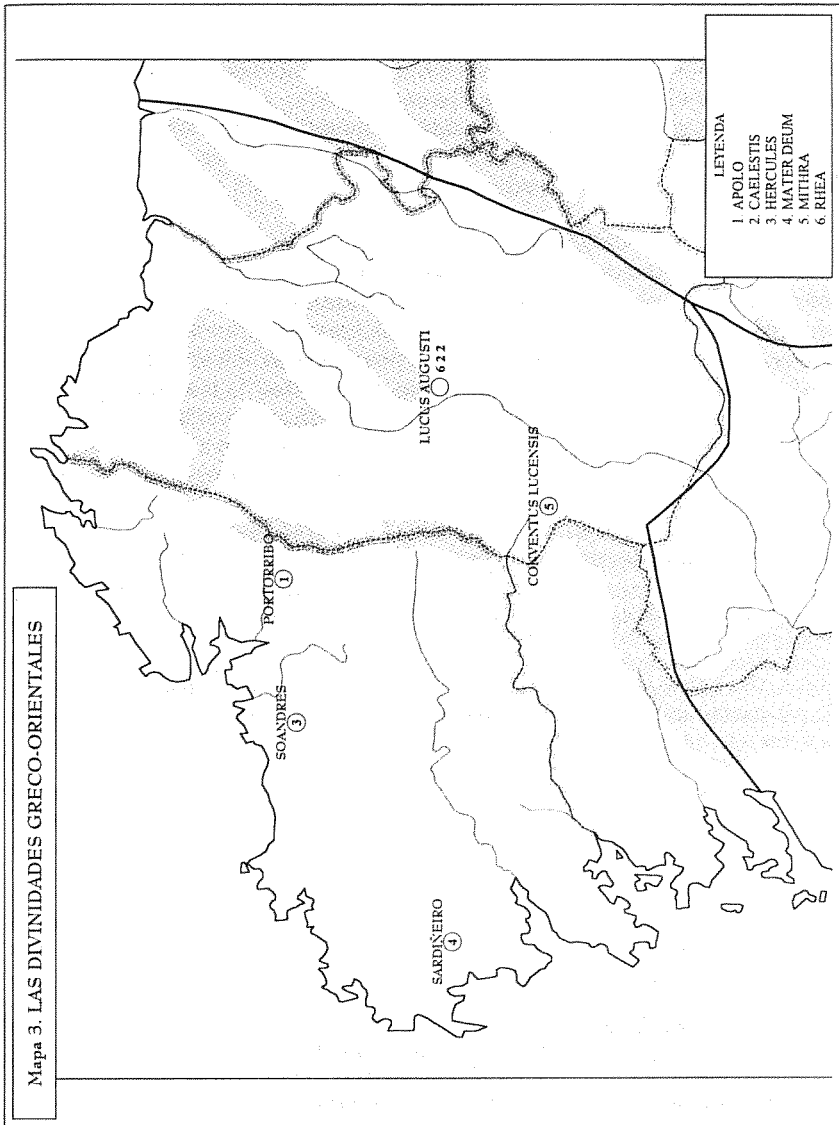 Mapa 3. LAS DIVINIDADES GRECO-ORIENTALES
SARDIÑEIRO
4
SOANDRES
3
PORTORRIBO
1
CONVENTUS LUCENSIS
5
LUCUS AUGUSTI
6 2 2
LEYENDA
1 APOLO
2. CAELESTIS
3. HERCULES
4. MATER DEUM
5. MITHRA
6. RHEA